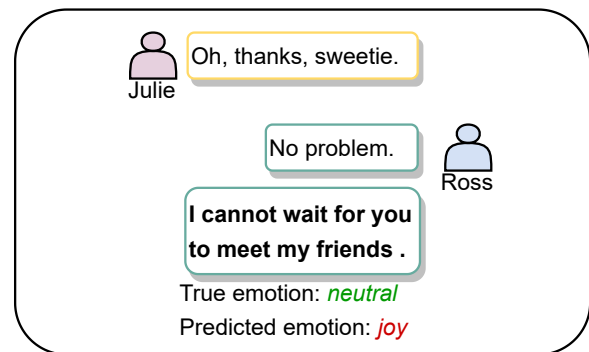 Oh, thanks, sweetie.
Julie
No problem.
Ross
I cannot wait for you
to meet my friends .
True emotion: neutral
Predicted emotion: joy